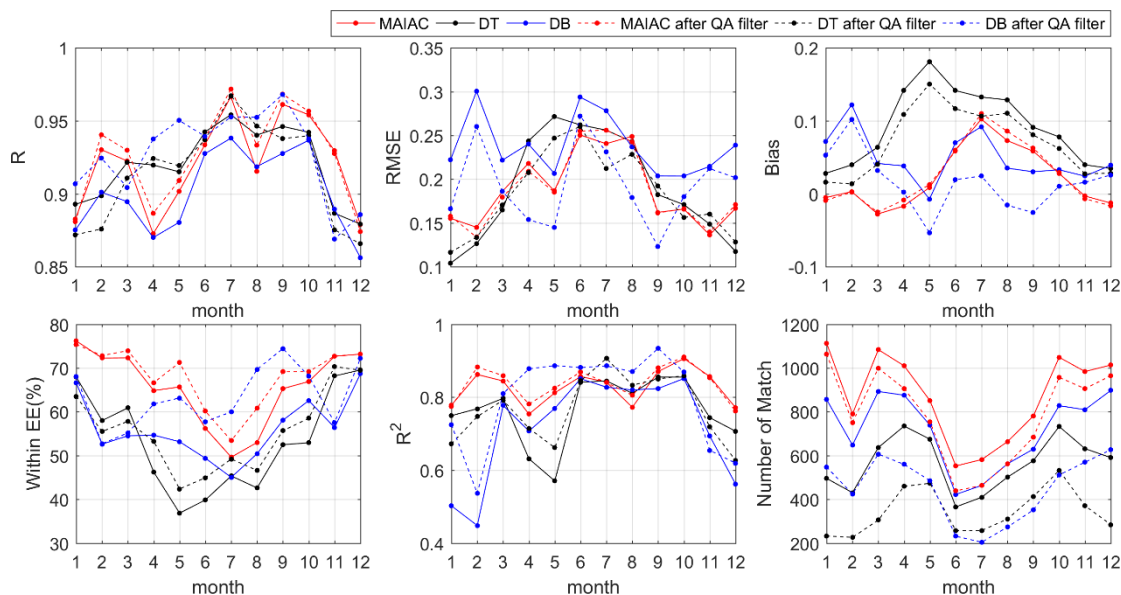 MAIAC DT DB MAIAC after QA filter DT after QA filter DB after QA filter
1
0.95
0.9
0.85
R
1 2 3 4 5 6 7 8 9 10 11 12
month
0.35
0.3
0.25
0.2
0.15
0.1
RMSE
1 2 3 4 5 6 7 8 9 10 11 12
month
0.2
0.1
0
-0.1
Bias
1 2 3 4 5 6 7 8 9 10 11 12
month
80
70
60
50
40
30
Within EE(%)
1 2 3 4 5 6 7 8 9 10 11 12
month
1
0.8
0.6
0.4
R²
1 2 3 4 5 6 7 8 9 10 11 12
month
1200
1000
800
600
400
200
Number of Match
1 2 3 4 5 6 7 8 9 10 11 12
month